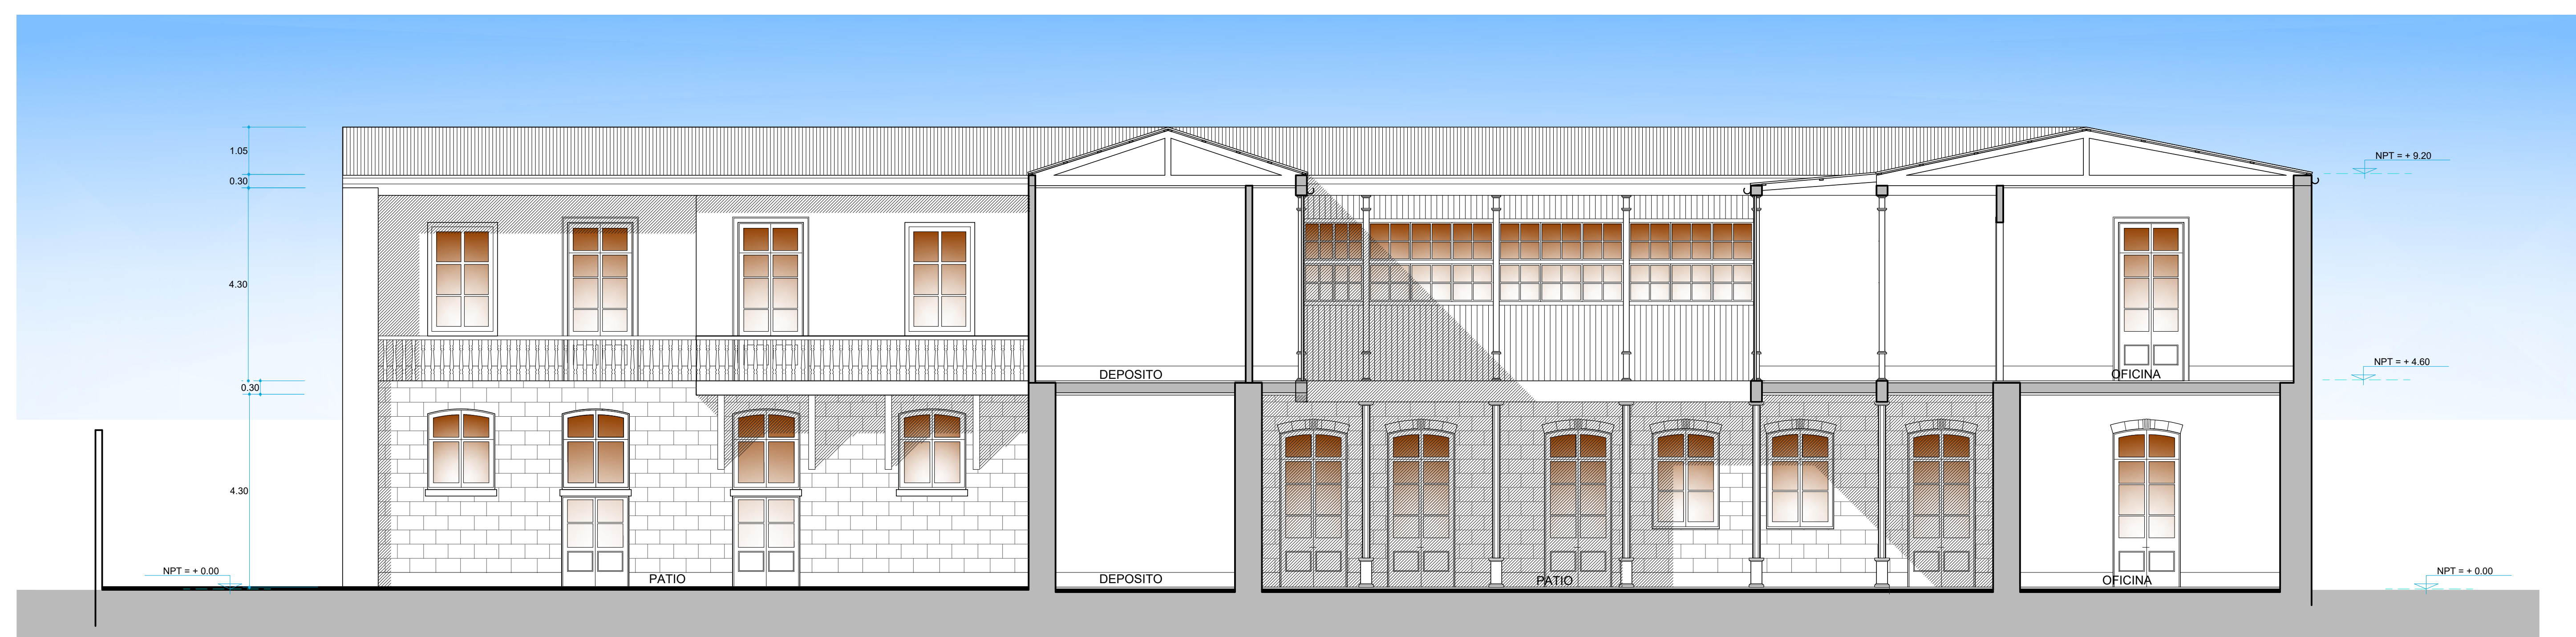 1.05
0.30
4.30
0.30
4.30
NPT = + 0.00
PATIO
DEPOSITO
DEPOSITO
PATIO
OFICINA
OFICINA
NPT = + 9.20
NPT = + 4.60
NPT = + 0.00